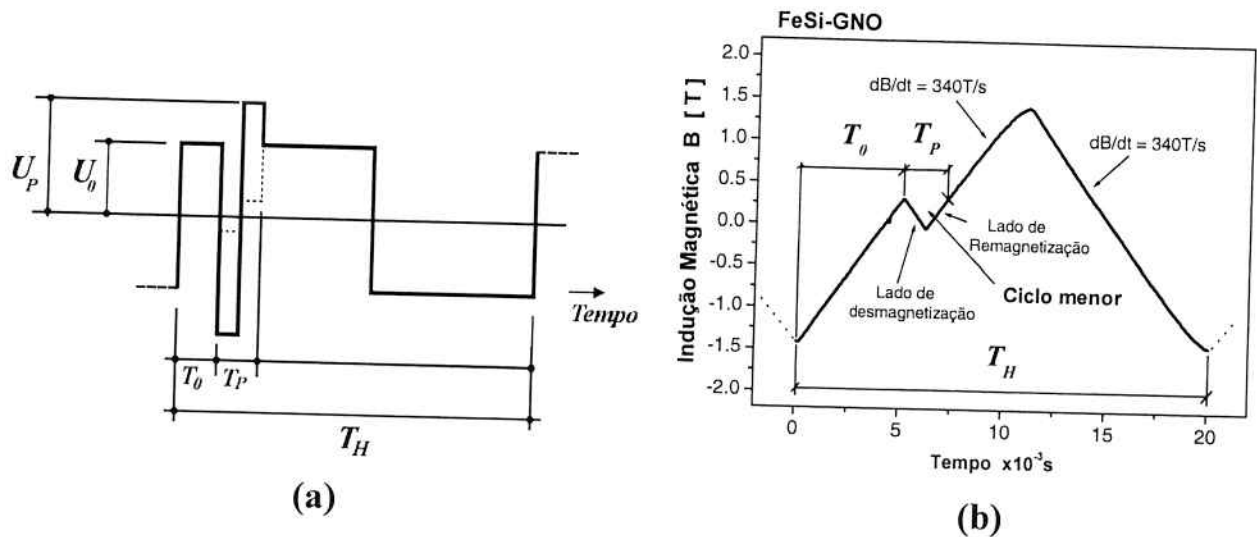 U_P
U_0
Tempo
T_0
T_P
T_H
(a)
FeSi-GNO
Indução Magnética B [ T ]
2.0
1.5
1.0
0.5
0.0
-0.5
-1.0
-1.5
-2.0
dB/dt = 340T/s
T_0
T_P
dB/dt = 340T/s
Lado de
Remagnetização
Lado de
desmagnetização
Ciclo menor
T_H
0
5
10
15
20
Tempo x10⁻³s
(b)